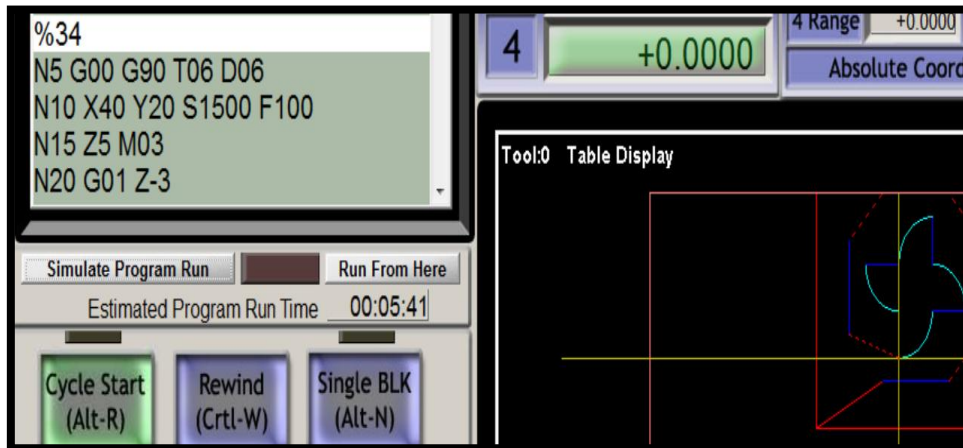 %34
N5 G00 G90 T06 D06
N10 X40 Y20 S1500 F100
N15 Z5 M03
N20 G01 Z-3
Simulate Program Run
Run From Here
Estimated Program Run Time 00:05:41
Cycle Start
(Alt-R)
Rewind
(Crtl-W)
Single BLK
(Alt-N)
4 +0.0000
4 Range +0.0000
Absolute Coord
Tool:0 Table Display